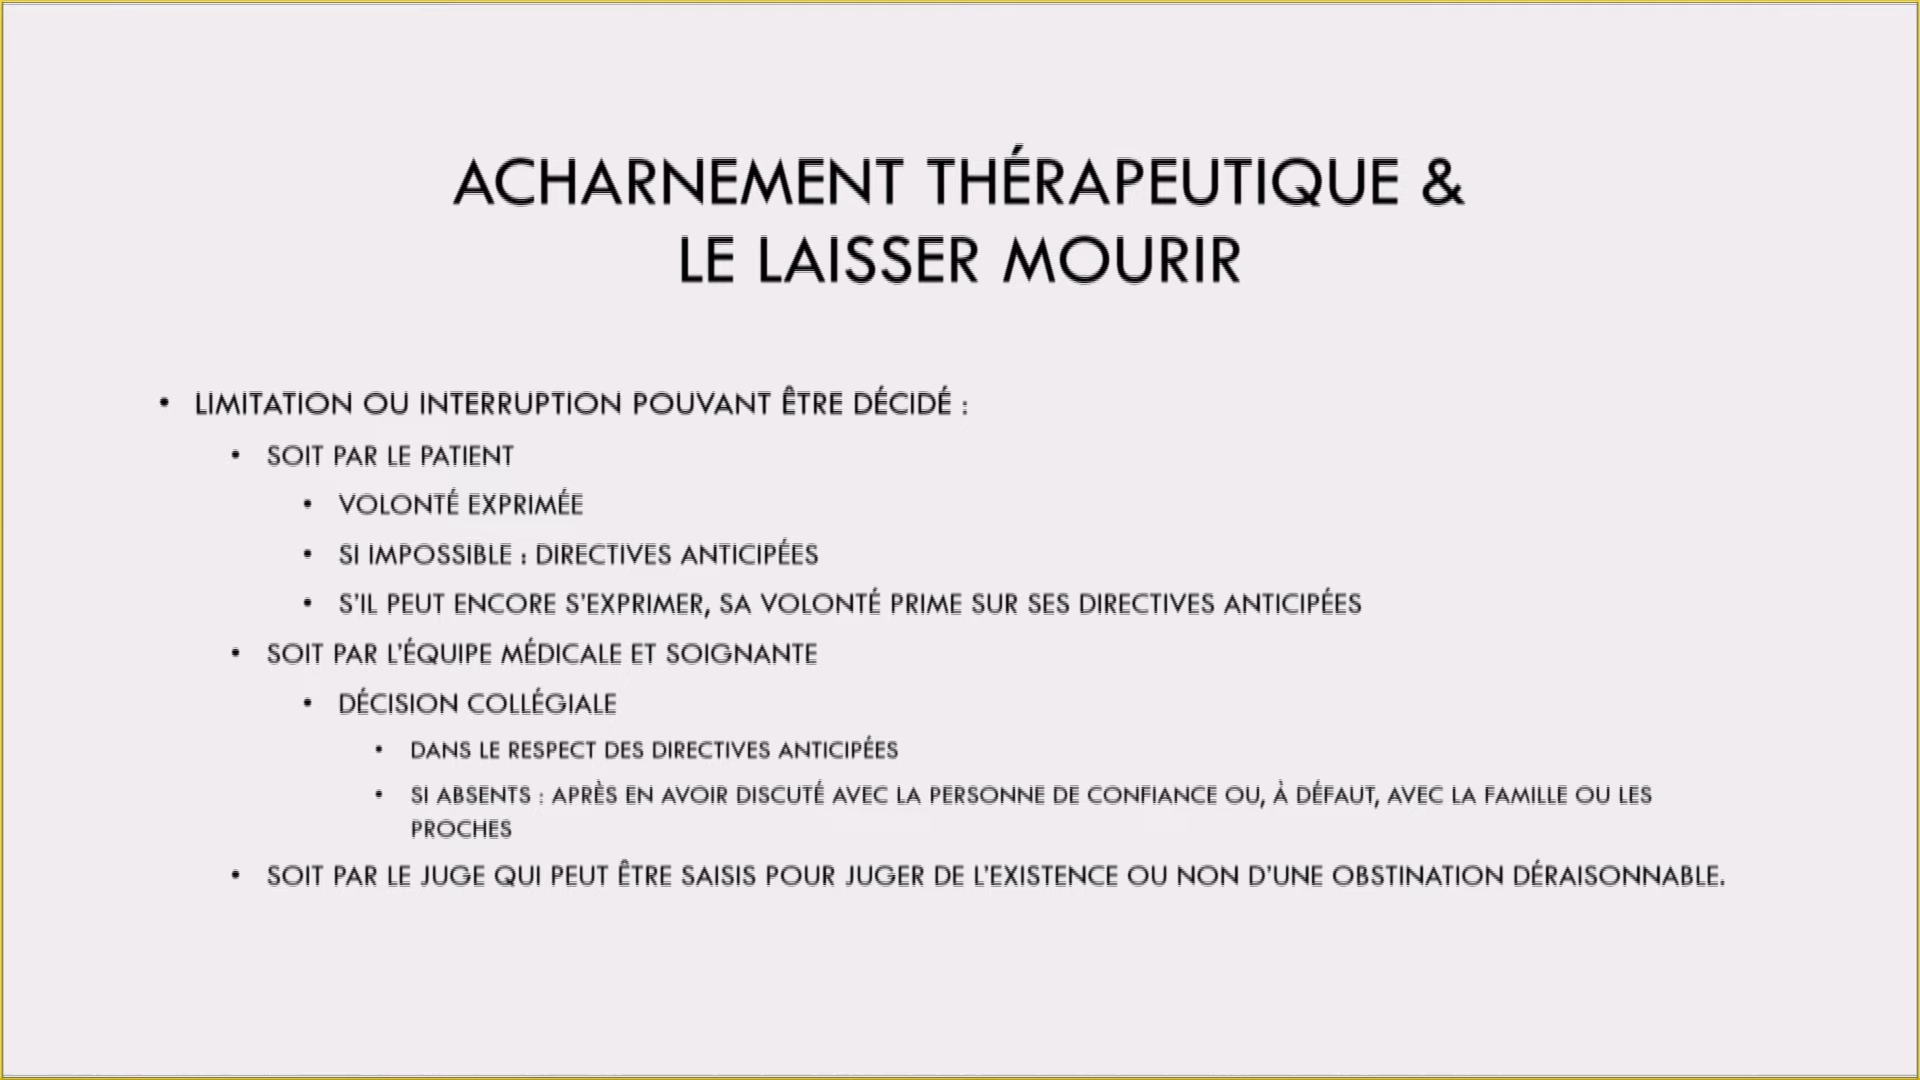 ACHARNEMENT THÉRAPEUTIQUE &
LE LAISSER MOURIR
• LIMITATION OU INTERRUPTION POUVANT ÊTRE DÉCIDÉ :
• SOIT PAR LE PATIENT
• VOLONTÉ EXPRIMÉE
• SI IMPOSSIBLE : DIRECTIVES ANTICIPÉES
• S'IL PEUT ENCORE S'EXPRIMER, SA VOLONTÉ PRIME SUR SES DIRECTIVES ANTICIPÉES
• SOIT PAR L'ÉQUIPE MÉDICALE ET SOIGNANTE
• DÉCISION COLLÉGIALE
• DANS LE RESPECT DES DIRECTIVES ANTICIPÉES
• SI ABSENTS : APRÈS EN AVOIR DISCUTÉ AVEC LA PERSONNE DE CONFIANCE OU, À DÉFAUT, AVEC LA FAMILLE OU LES
PROCHES
• SOIT PAR LE JUGE QUI PEUT ÊTRE SAISIS POUR JUGER DE L'EXISTENCE OU NON D'UNE OBSTINATION DÉRAISONNABLE.